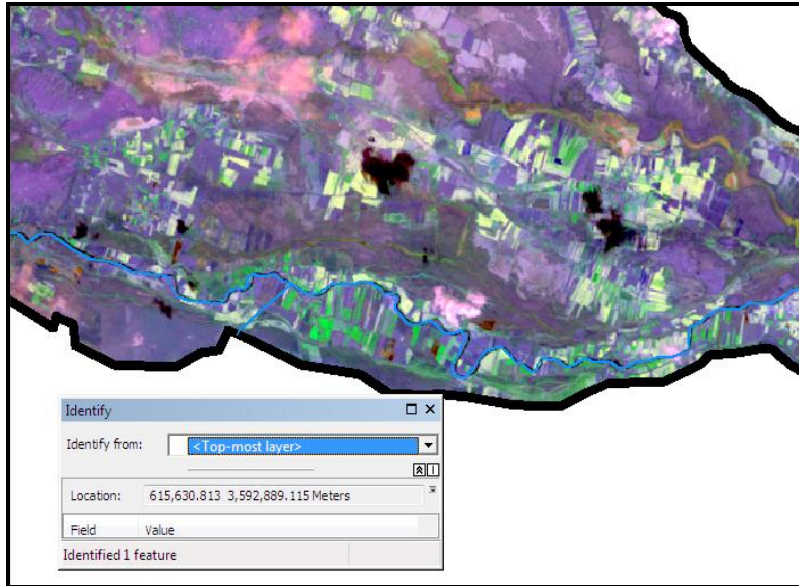 Identify
Identify from: <Top-most layer>
Location: 615,630.813 3,592,889.115 Meters
Field Value
Identified 1 feature